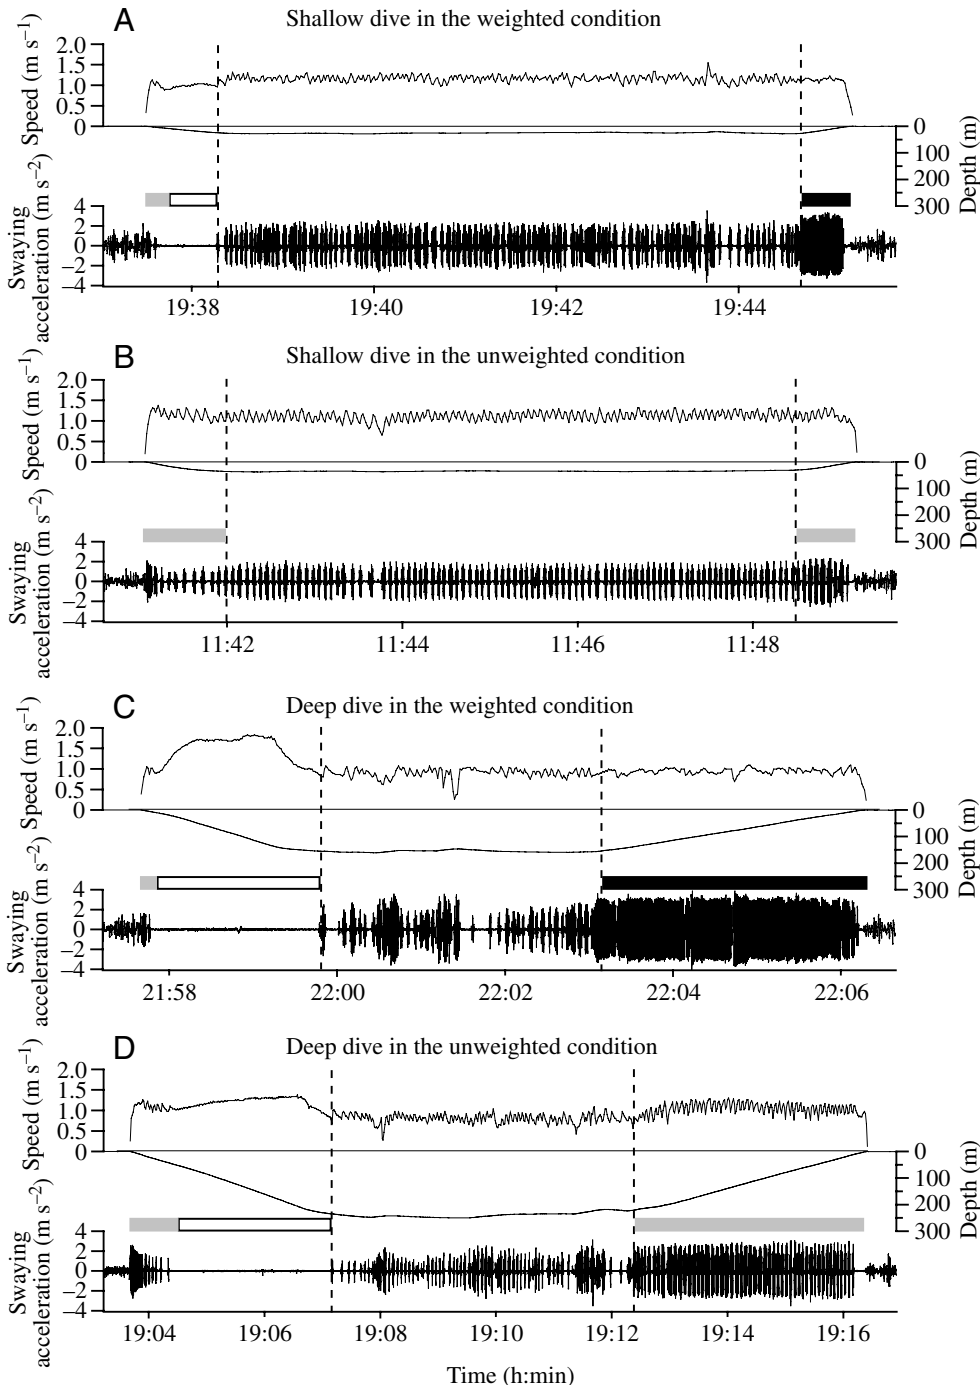 A
Shallow dive in the weighted condition
Speed (m s−1)
2.0
1.5
1.0
0.5
0
0
100
200
300
Depth (m)
Swaying
acceleration (m s−2)
4
2
0
−2
−4
19:38 19:40 19:42 19:44
B
Shallow dive in the unweighted condition
Speed (m s−1)
2.0
1.5
1.0
0.5
0
0
100
200
300
Depth (m)
Swaying
acceleration (m s−2)
4
2
0
−2
−4
11:42 11:44 11:46 11:48
C
Deep dive in the weighted condition
Speed (m s−1)
2.0
1.5
1.0
0.5
0
0
100
200
300
Depth (m)
Swaying
acceleration (m s−2)
4
2
0
−2
−4
21:58 22:00 22:02 22:04 22:06
D
Deep dive in the unweighted condition
Speed (m s−1)
2.0
1.5
1.0
0.5
0
0
100
200
300
Depth (m)
Swaying
acceleration (m s−2)
4
2
0
−2
−4
19:04 19:06 19:08 19:10 19:12 19:14 19:16
Time (h:min)